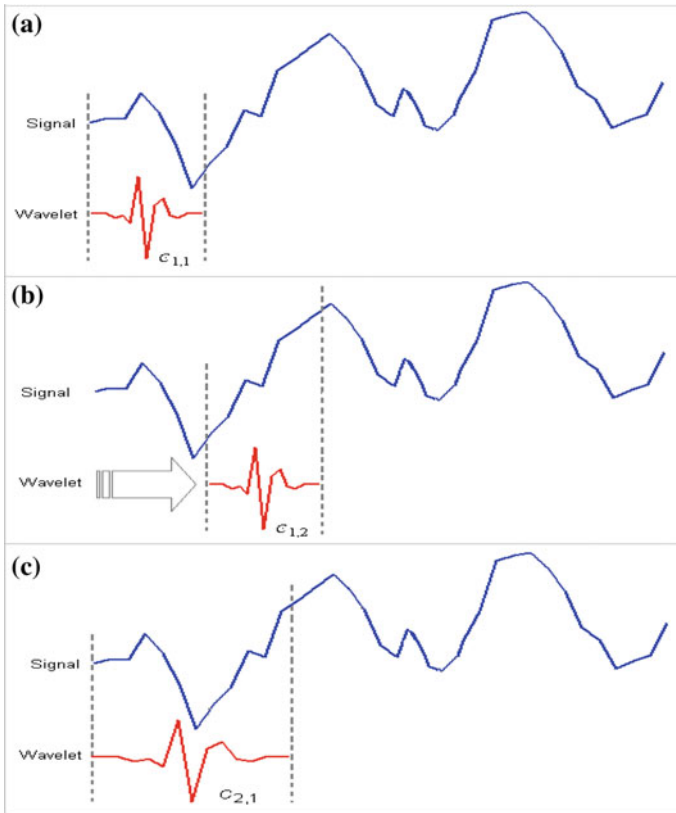 (a)
Signal
Wavelet
c1,1
(b)
Signal
Wavelet
c1,2
(c)
Signal
Wavelet
c2,1